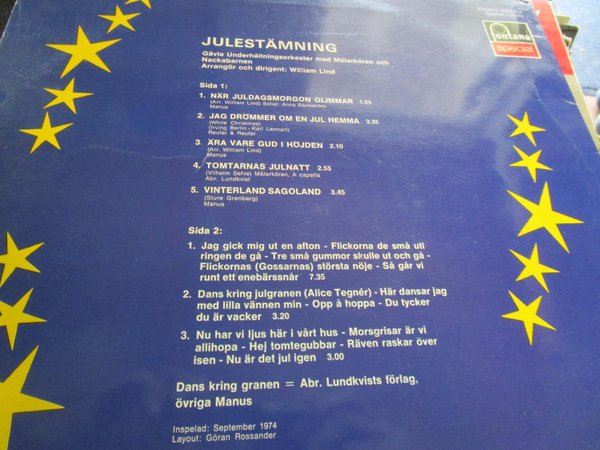 STEREO
fontana
special
JULESTÄMNING
Gävle Underhållningsorkester med Mälarkören och
Nackabarnen
Arrangör och dirigent: William Lind
Sida 1:
1. NÄR JULDAGSMORGON GLIMMAR 1.55
(Arr. William Lind) Solist: Anna Bäckström
Manus
2. JAG DRÖMMER OM EN JUL HEMMA 3.35
(White Christmas)
(Irving Berlin - Karl Lennart)
Reuter & Reuter
3. ÄRA VARE GUD I HÖJDEN 2.10
(Arr. William Lind)
Manus
4. TOMTARNAS JULNATT 2.55
(Vilhelm Sefve) Mälarkören, A capella
Abr. Lundkvist
5. VINTERLAND SAGOLAND 3.45
(Sture Grenberg)
Manus
Sida 2:
1. Jag gick mig ut en afton - Flickorna de små uti
ringen de gå - Tre små gummor skulle ut och gå -
Flickornas (Gossarnas) största nöje - Så går vi
runt ett enebärssnår 7.35
2. Dans kring julgranen (Alice Tegnér) - Här dansar jag
med lilla vännen min - Opp å hoppa - Du tycker
du är vacker 3.20
3. Nu har vi ljus här i vårt hus - Morsgrisar är vi
allihopa - Hej tomtegubbar - Räven raskar över
isen - Nu är det jul igen 3.00
Dans kring granen = Abr. Lundkvists förlag,
övriga Manus
Inspelad: September 1974
Layout: Göran Rossander